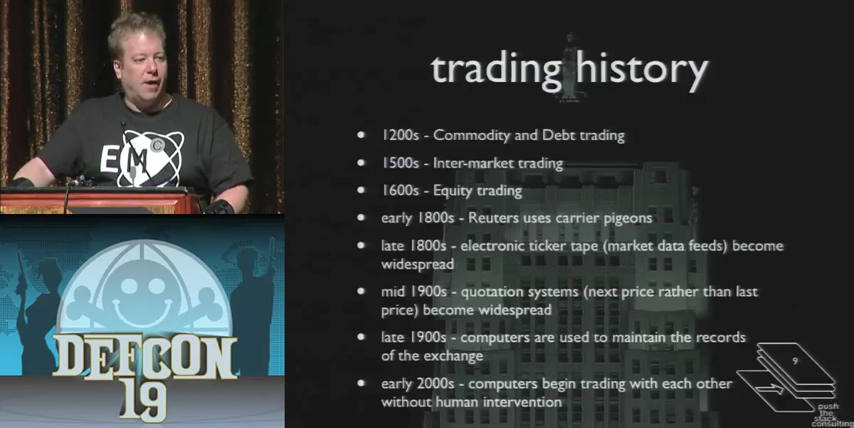 trading history
1200s - Commodity and Debt trading
1500s - Inter-market trading
1600s - Equity trading
early 1800s - Reuters uses carrier pigeons
late 1800s - electronic ticker tape (market data feeds) become
widespread
mid 1900s - quotation systems (next price rather than last
price) become widespread
late 1900s - computers are used to maintain the records
of the exchange
early 2000s - computers begin trading with each other
without human intervention
9
push
the
stack
consulting
EMC
DEFCON
19